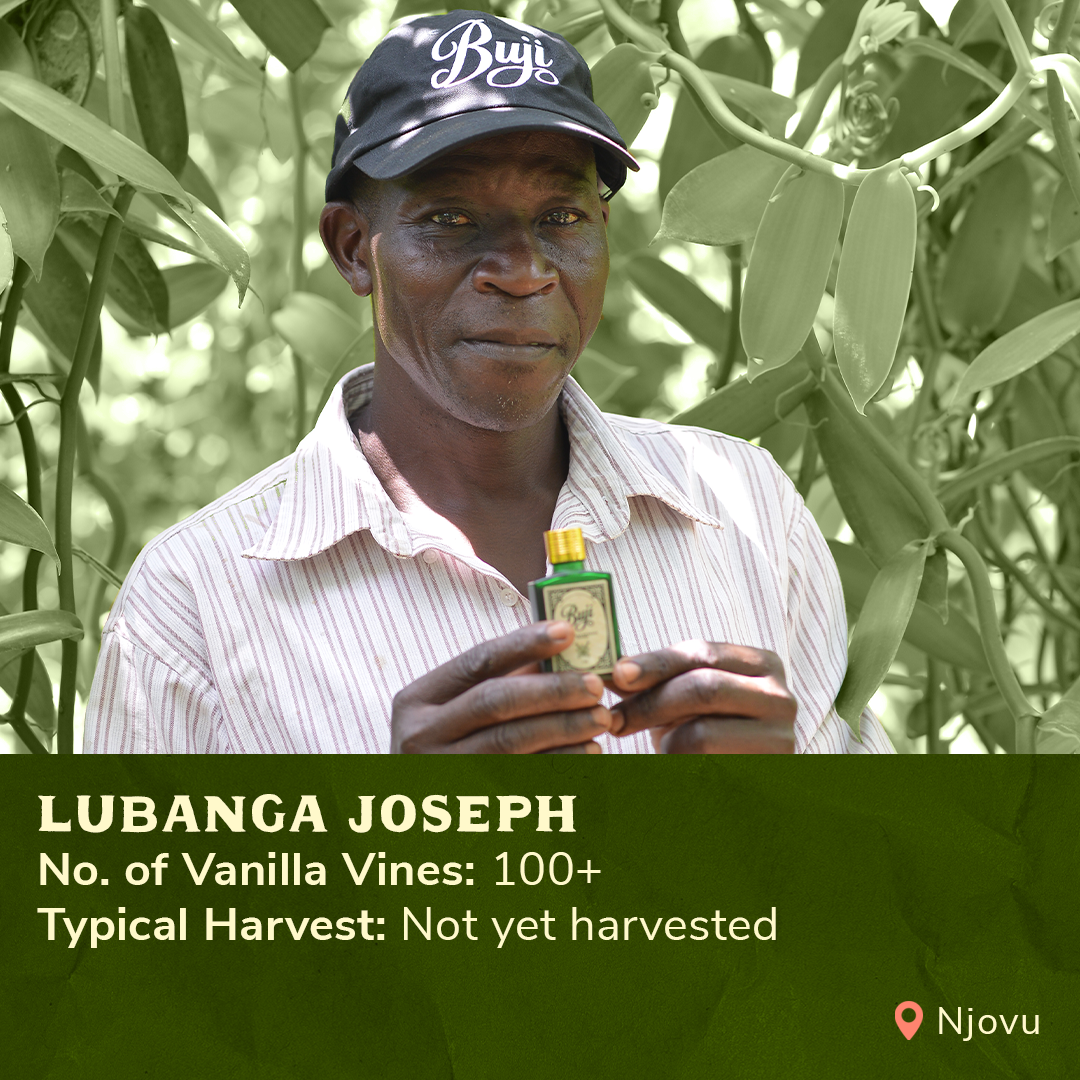 Buji
Buji
LUBANGA JOSEPH
No. of Vanilla Vines: 100+
Typical Harvest: Not yet harvested
Njovu